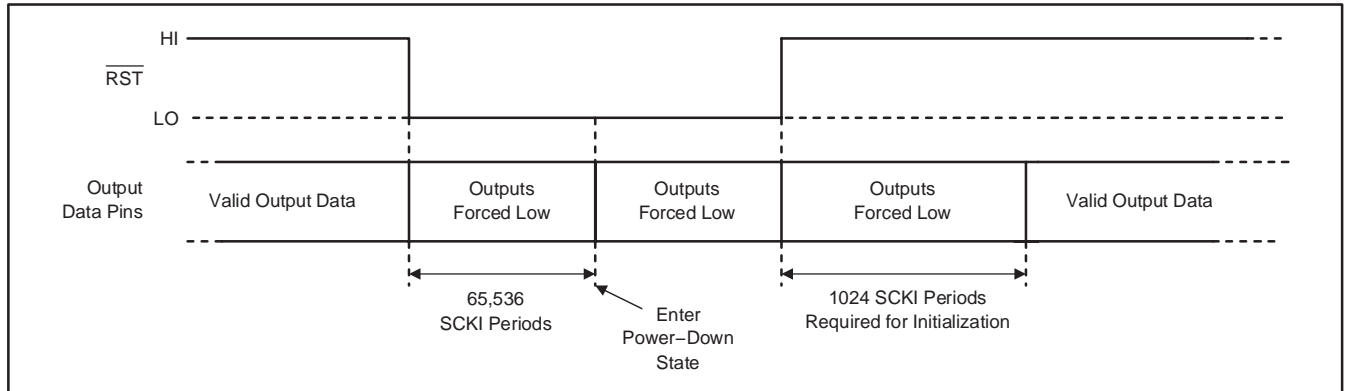 HI
RST
LO
Output
Data Pins
Valid Output Data
Outputs
Forced Low
Outputs
Forced Low
Outputs
Forced Low
Valid Output Data
65,536
SCKI Periods
Enter
Power−Down
State
1024 SCKI Periods
Required for Initialization